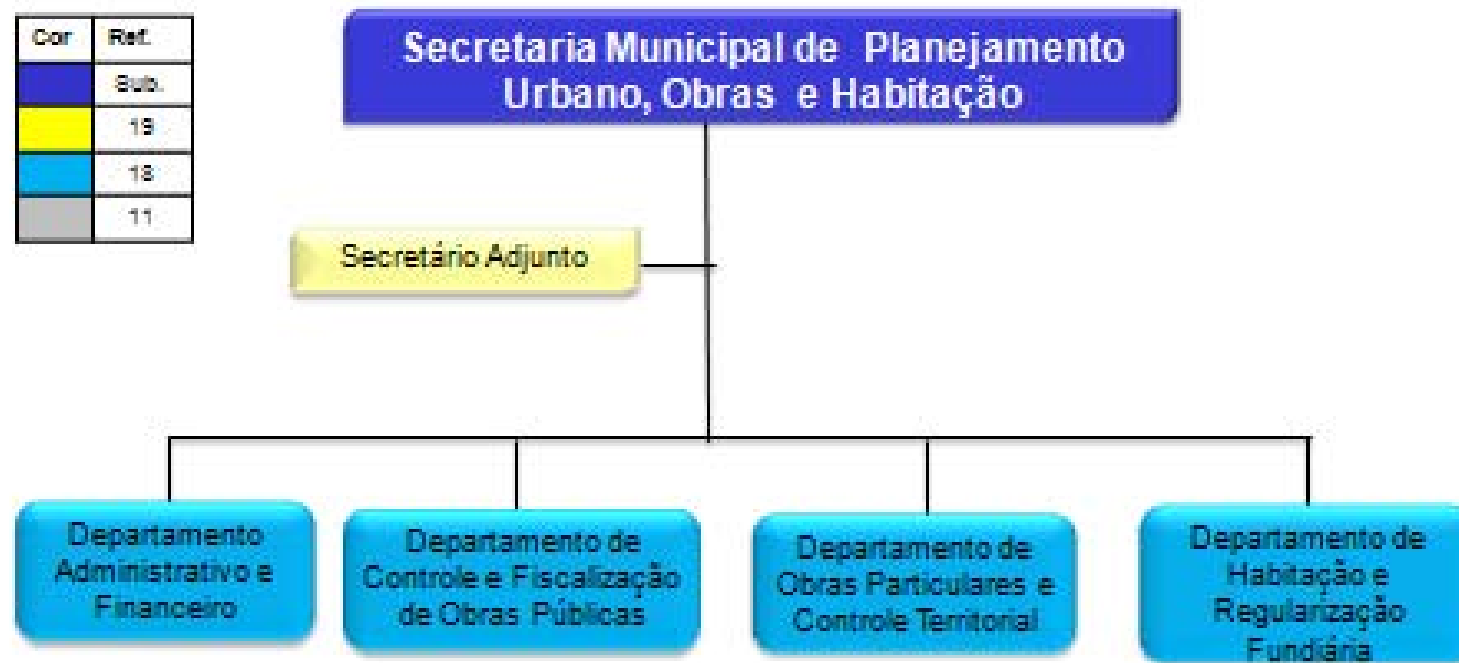 Cor Ref.
Sub.
19
18
11
Secretaria Municipal de Planejamento
Urbano, Obras e Habitação
Secretário Adjunto
Departamento
Administrativo e
Financeiro
Departamento de
Controle e Fiscalização
de Obras Públicas
Departamento de
Obras Particulares e
Controle Territorial
Departamento de
Habitação e
Regularização
Fundiária